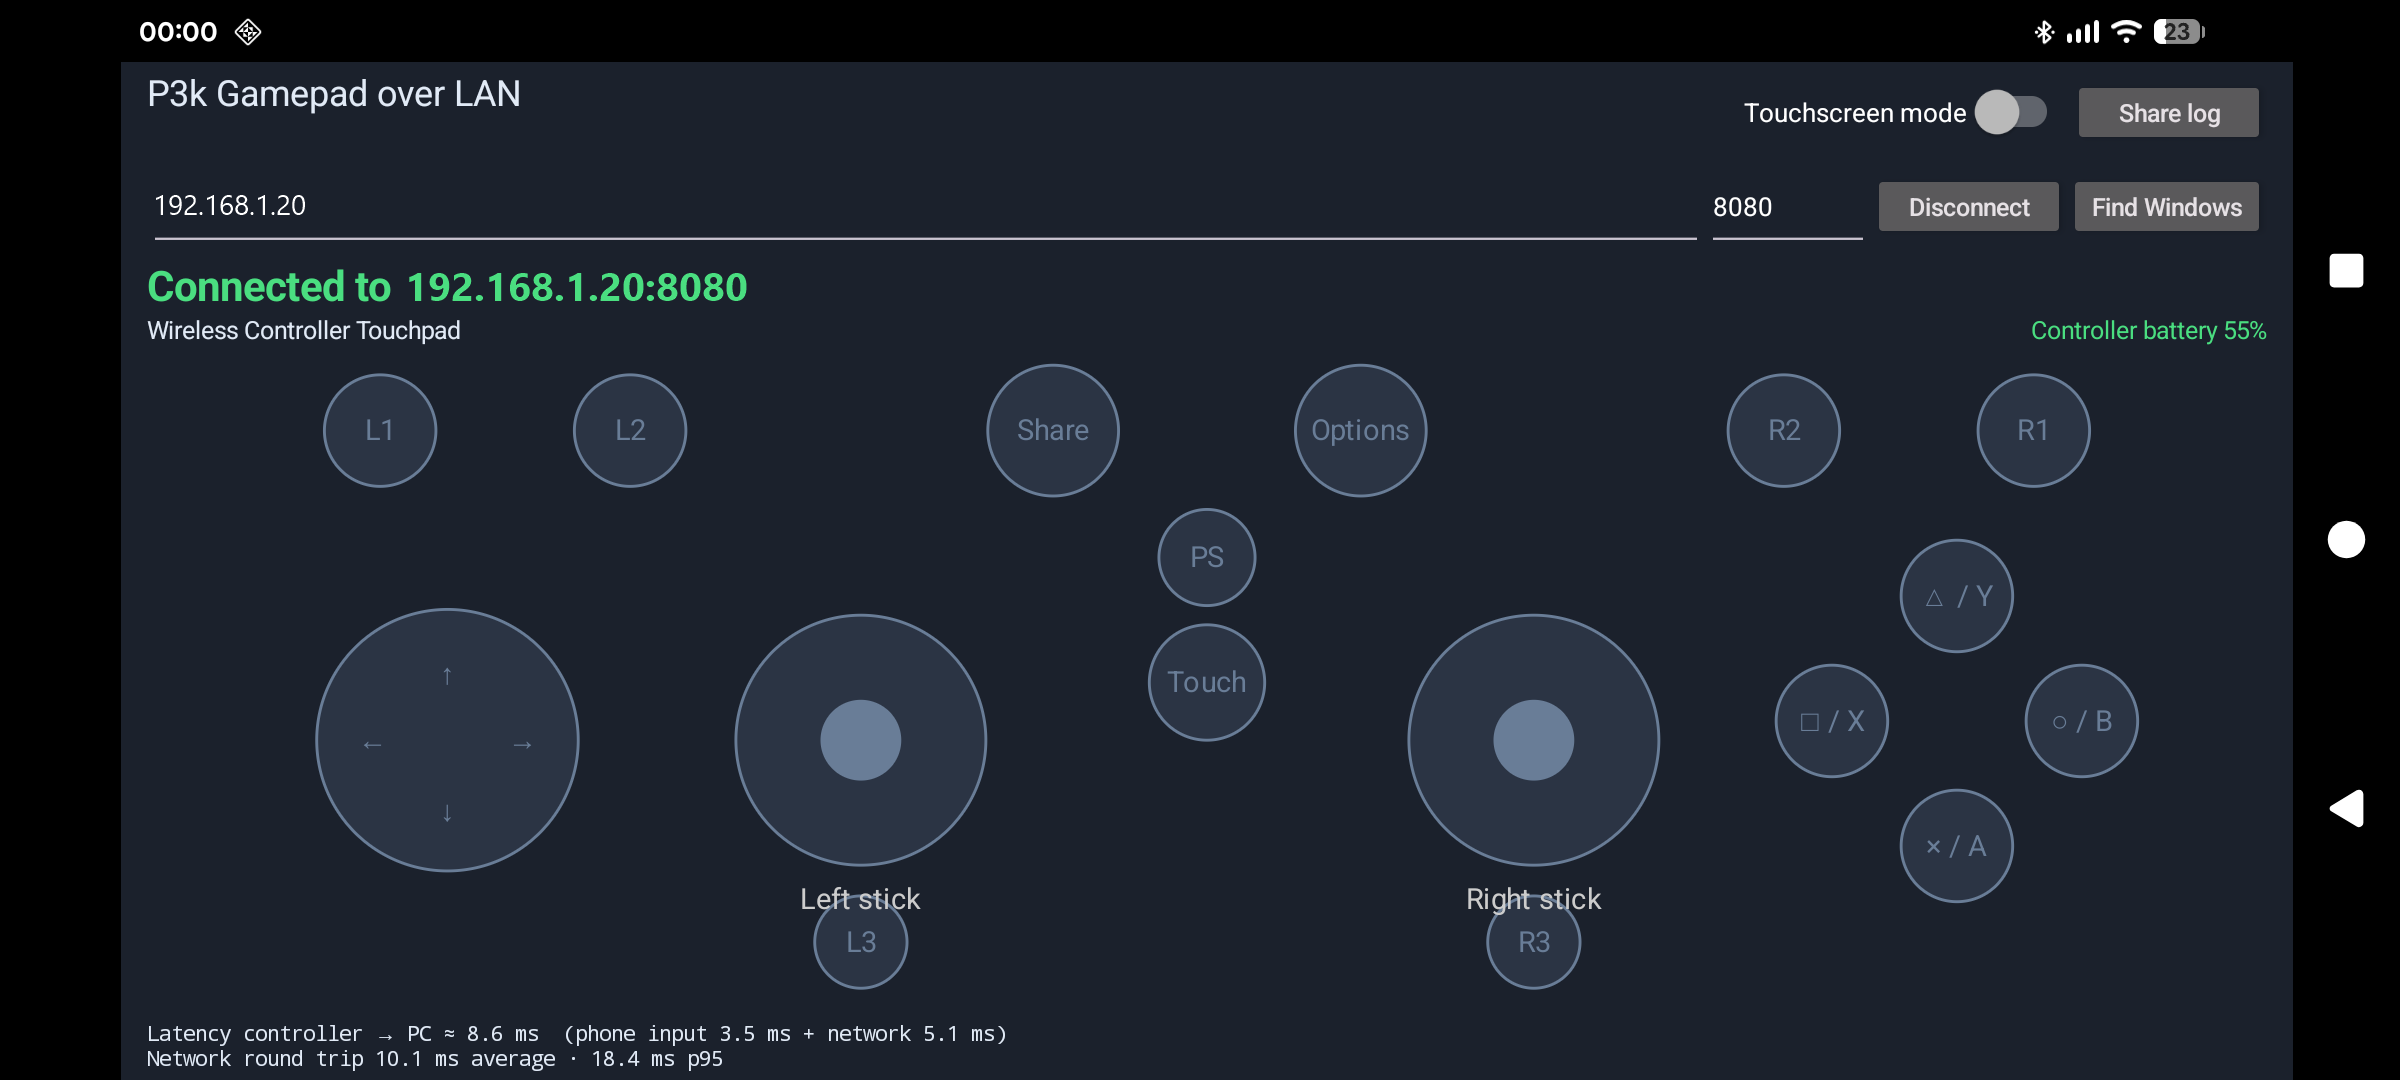 00:00
23
P3k Gamepad over LAN
Touchscreen mode
Share log
192.168.1.20
8080
Disconnect
Find Windows
Connected to 192.168.1.20:8080
Wireless Controller Touchpad
Controller battery 55%
L1
L2
Share
Options
R2
R1
PS
Touch
↑
←
→
↓
△ / Y
□ / X
○ / B
× / A
Left stick
Right stick
L3
R3
Latency controller → PC ≈ 8.6 ms (phone input 3.5 ms + network 5.1 ms)
Network round trip 10.1 ms average · 18.4 ms p95